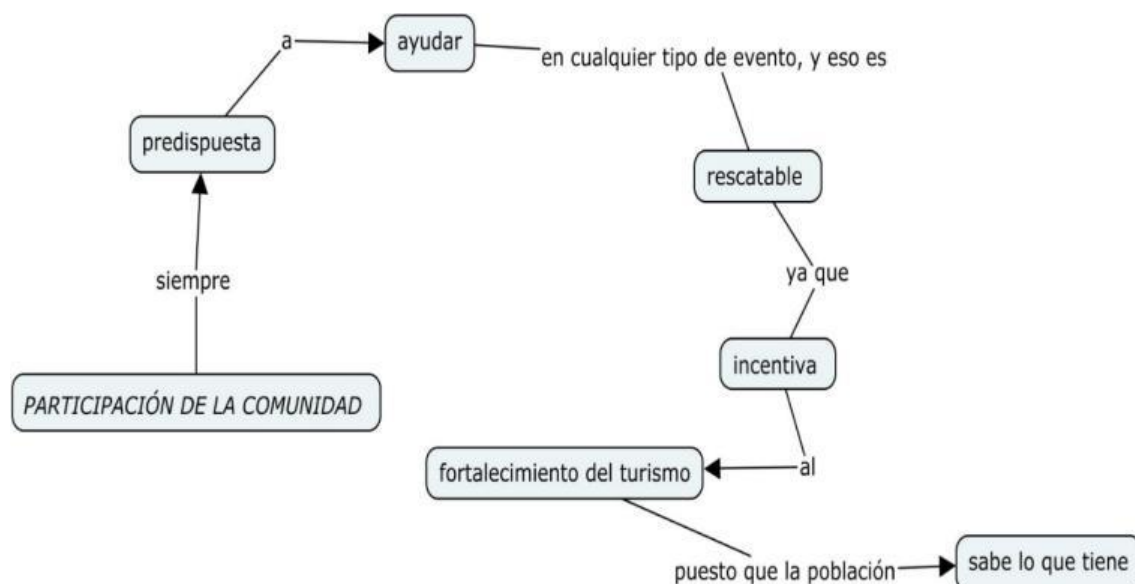 PARTICIPACIÓN DE LA COMUNIDAD
siempre
predispuesta
a
ayudar
en cualquier tipo de evento, y eso es
rescatable
ya que
incentiva
al
fortalecimiento del turismo
puesto que la población
sabe lo que tiene